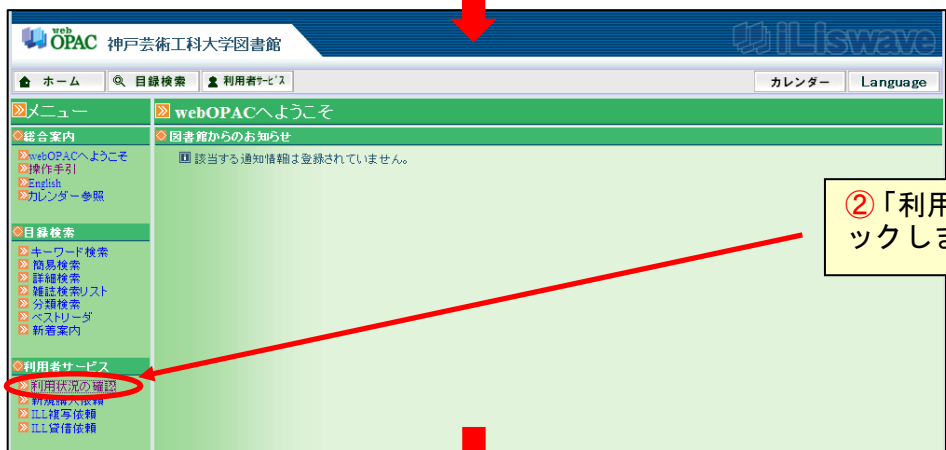 web
OPAC 神戸芸術工科大学図書館
iLiswave
ホーム 目録検索 利用者ｻｰﾋﾞｽ カレンダー Language
メニュー
webOPACへようこそ
総合案内
図書館からのお知らせ
webOPACへようこそ
操作手引
English
カレンダー参照
該当する通知情報は登録されていません。
②「利用
ックしま
目録検索
キーワード検索
簡易検索
詳細検索
雑誌検索リスト
分類検索
ベストリーダ
新着案内
利用者サービス
利用状況の確認
新規購入依頼
ILL複写依頼
ILL貸借依頼